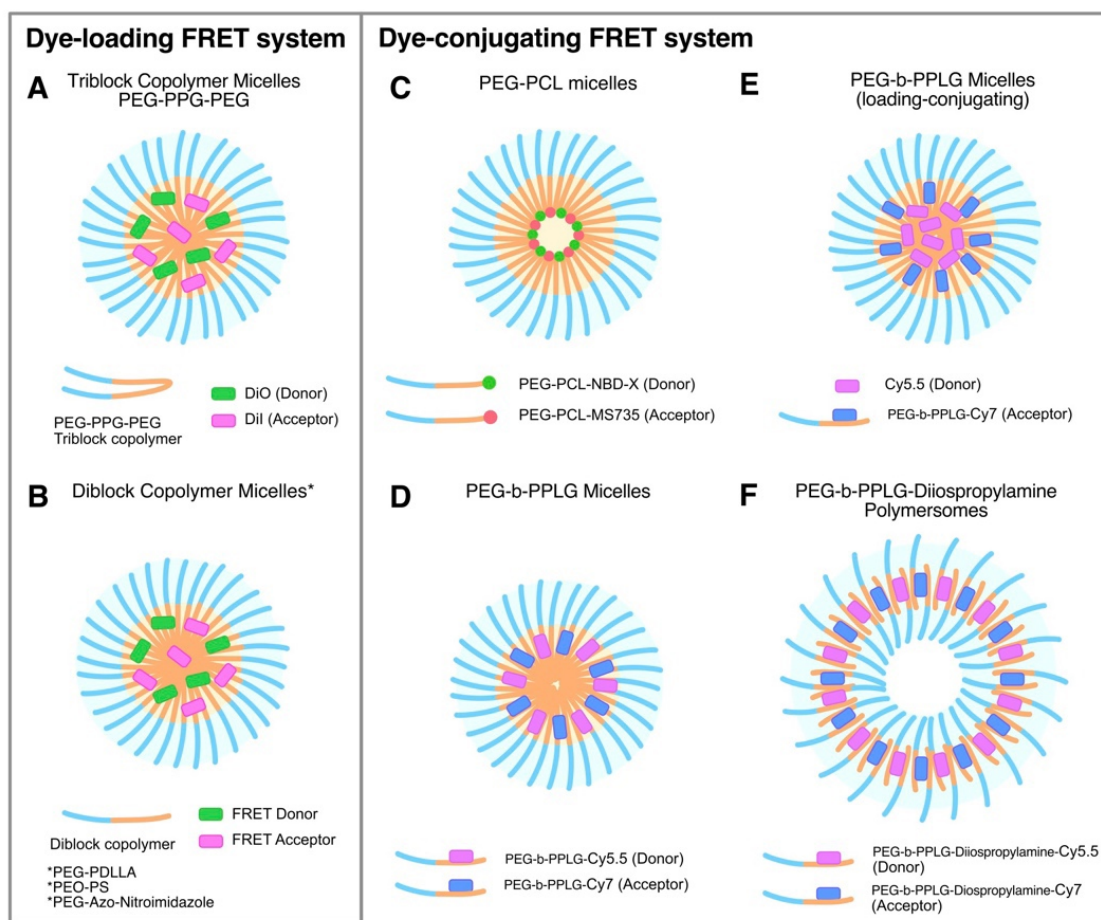 Dye-loading FRET system
A
Triblock Copolymer Micelles
PEG-PPG-PEG
PEG-PPG-PEG
Triblock copolymer
DiO (Donor)
DiI (Acceptor)
B
Diblock Copolymer Micelles*
Diblock copolymer
FRET Donor
FRET Acceptor
*PEG-PDLLA
*PEO-PS
*PEG-Azo-Nitroimidazole
Dye-conjugating FRET system
C
PEG-PCL micelles
PEG-PCL-NBD-X (Donor)
PEG-PCL-MS735 (Acceptor)
D
PEG-b-PPLG Micelles
PEG-b-PPLG-Cy5.5 (Donor)
PEG-b-PPLG-Cy7 (Acceptor)
E
PEG-b-PPLG Micelles
(loading-conjugating)
Cy5.5 (Donor)
PEG-b-PPLG-Cy7 (Acceptor)
F
PEG-b-PPLG-Diiospropylamine
Polymersomes
PEG-b-PPLG-Diiospropylamine-Cy5.5
(Donor)
PEG-b-PPLG-Diospropylamine-Cy7
(Acceptor)